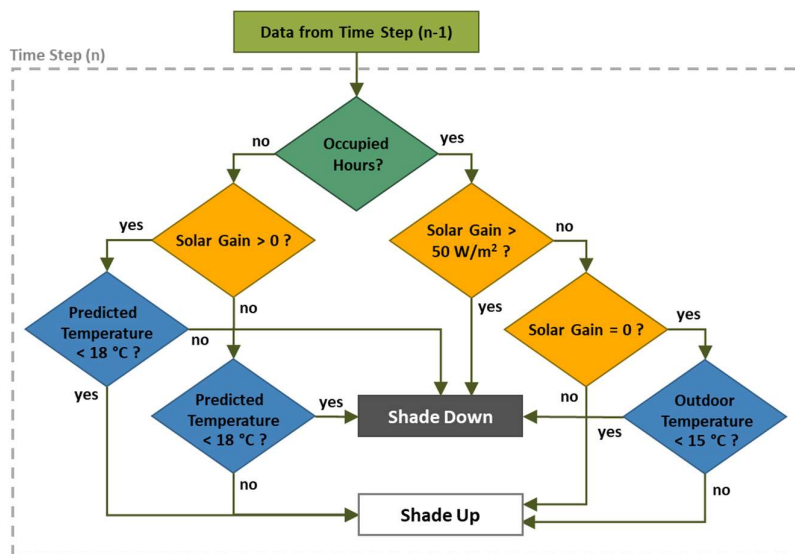 Data from Time Step (n-1)
Time Step (n)
Occupied
Hours?
no
yes
Solar Gain > 0 ?
yes
no
Solar Gain >
50 W/m² ?
no
yes
Solar Gain = 0 ?
yes
no
Predicted
Temperature
< 18 °C ?
no
yes
Predicted
Temperature
< 18 °C ?
yes
no
Shade Down
Outdoor
Temperature
< 15 °C ?
yes
no
Shade Up